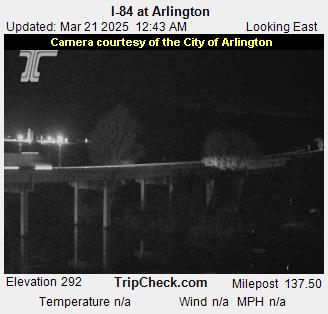 I-84 at Arlington
Updated: Mar 21 2025 12:43 AM Looking East
Camera courtesy of the City of Arlington
Elevation 292 TripCheck.com Milepost 137.50
Temperature n/a Wind n/a MPH n/a